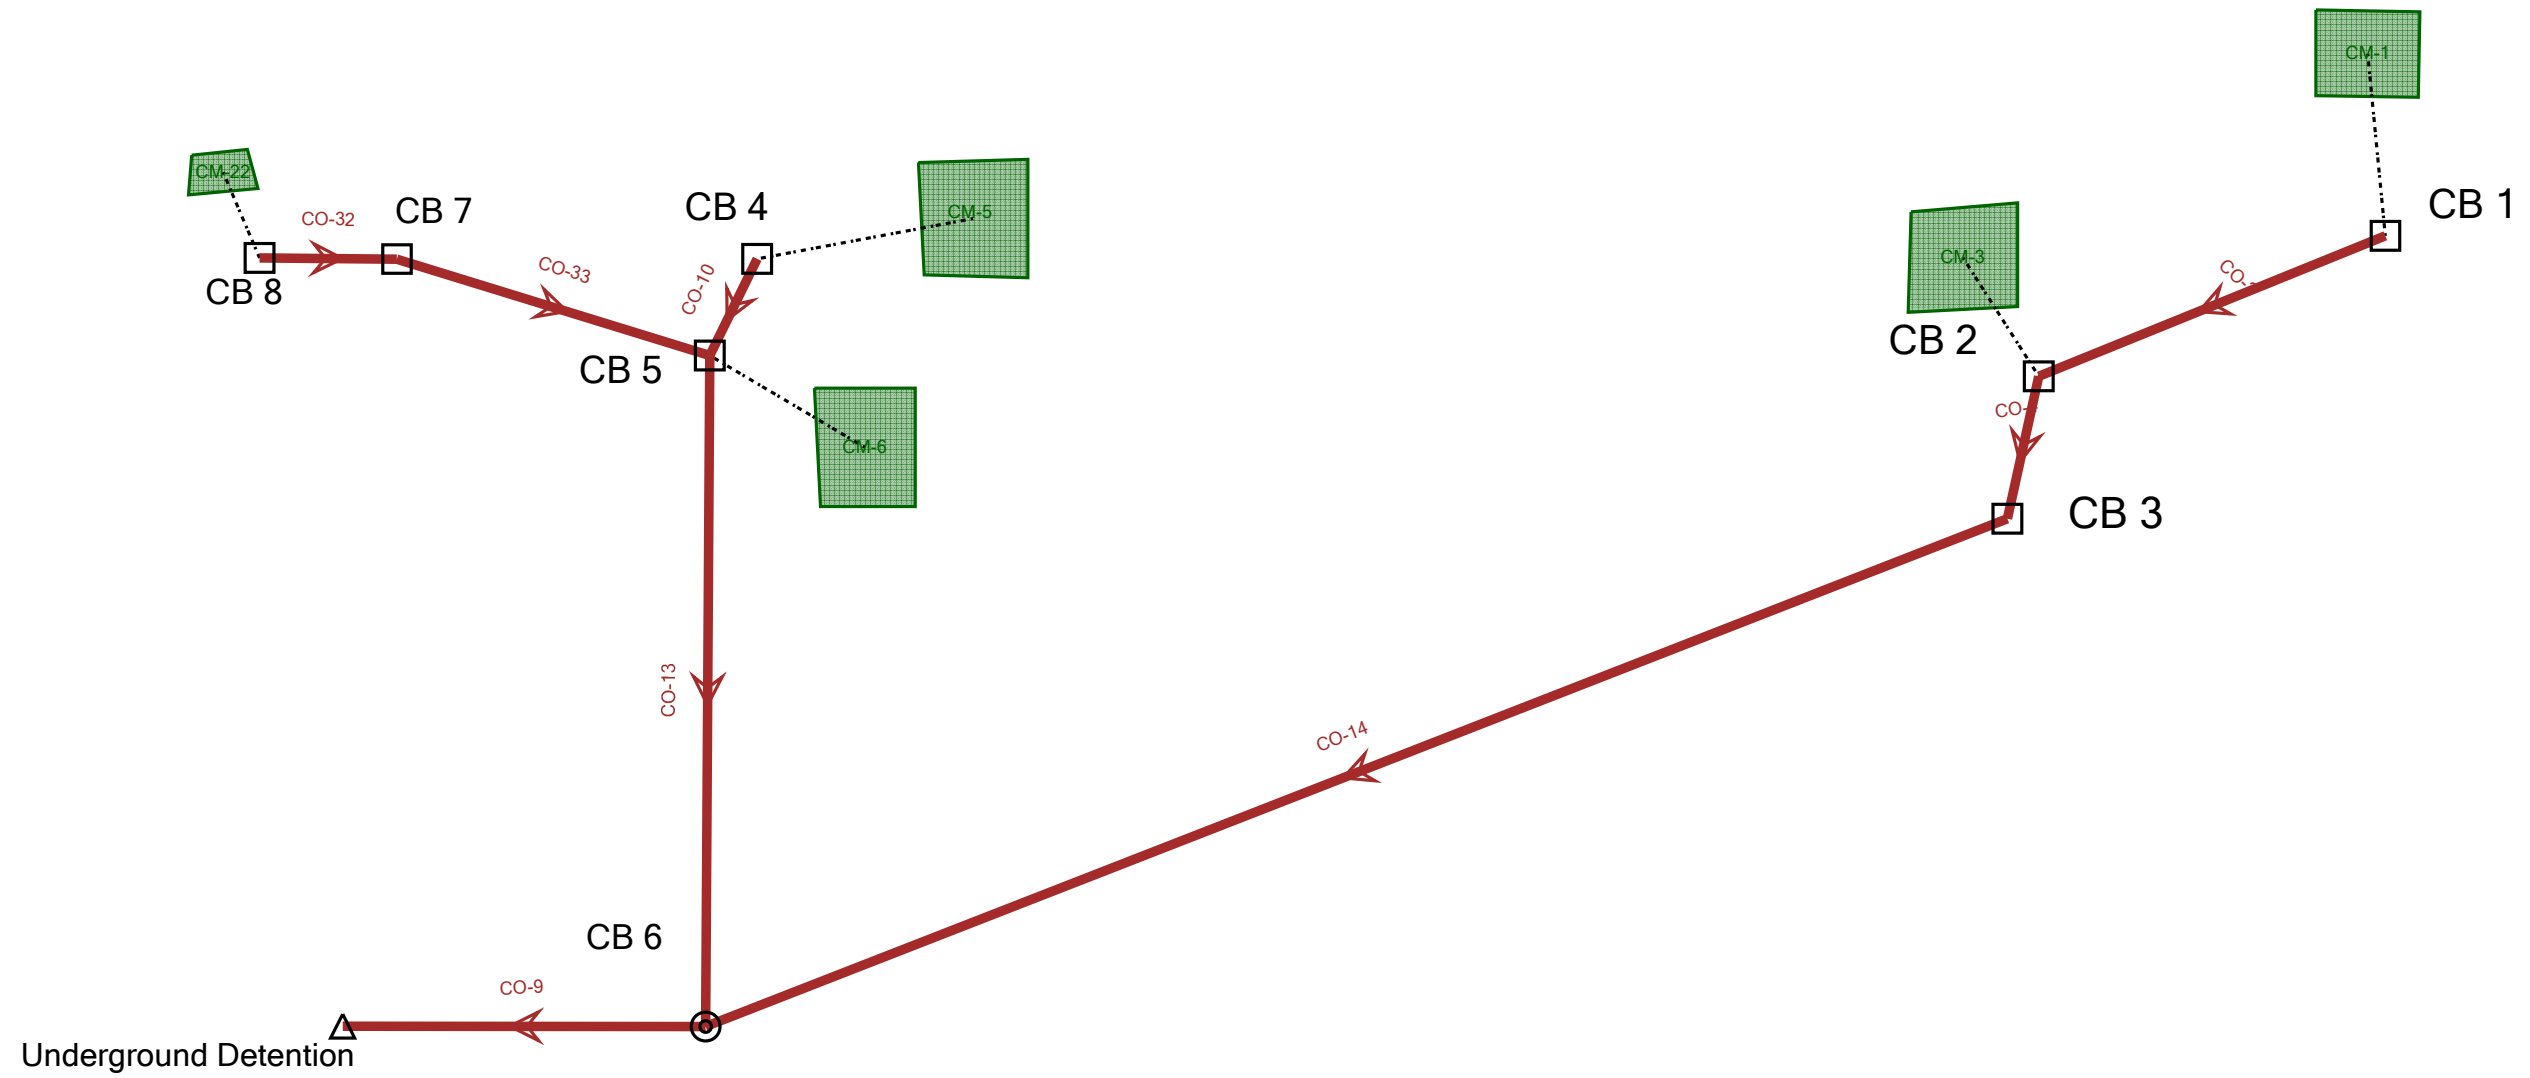 CM-1
CM-22
CB 4
CM-5
CB 1
CO-32
CB 7
CM-3
CO-33
CO-10
CB 8
CB 2
CB 5
CO-
CM-6
CB 3
CO-13
CO-14
CB 6
CO-9
Underground Detention